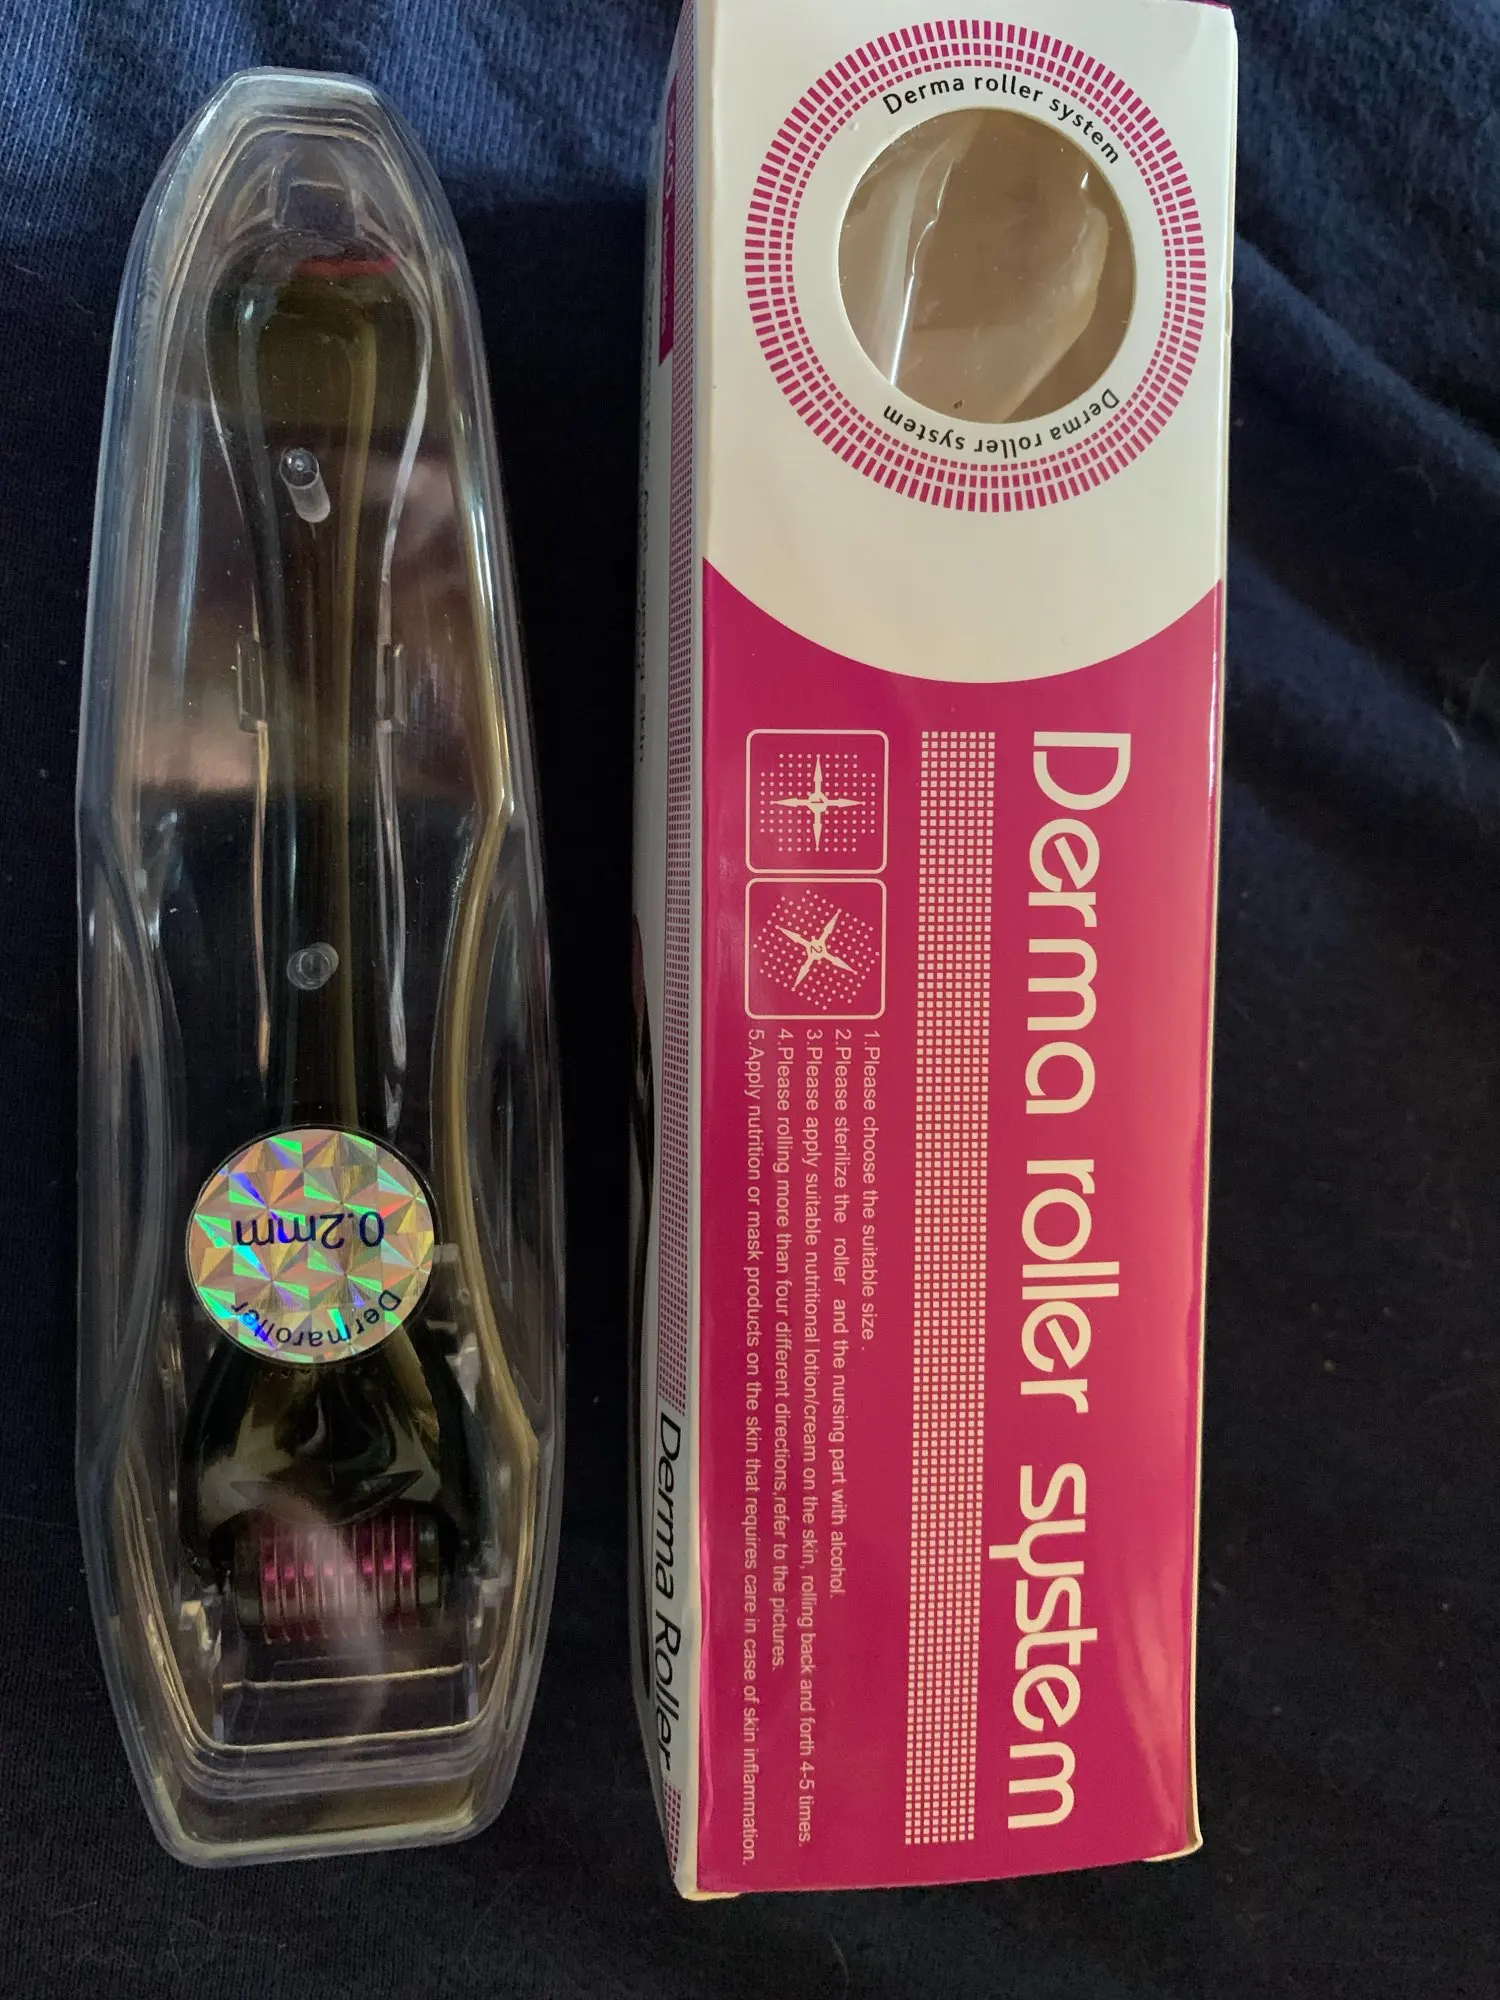 Derma roller system
Derma roller system
Derma roller system
1
2
1.Please choose the suitable size .
2.Please sterilize the roller and the nursing part with alcohol.
3.Please apply suitable nutritional lotion/cream on the skin, rolling back and forth 4-5 times.
4.Please rolling more than four different directions,refer to the pictures.
5.Apply nutrition or mask products on the skin that requires care in case of skin inflammation.
Derma Roller
0.2mm
Dermaroller